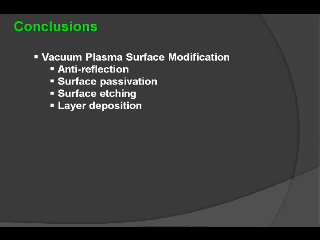 Conclusions
▪ Vacuum Plasma Surface Modification
▪ Anti-reflection
▪ Surface passivation
▪ Surface etching
▪ Layer deposition